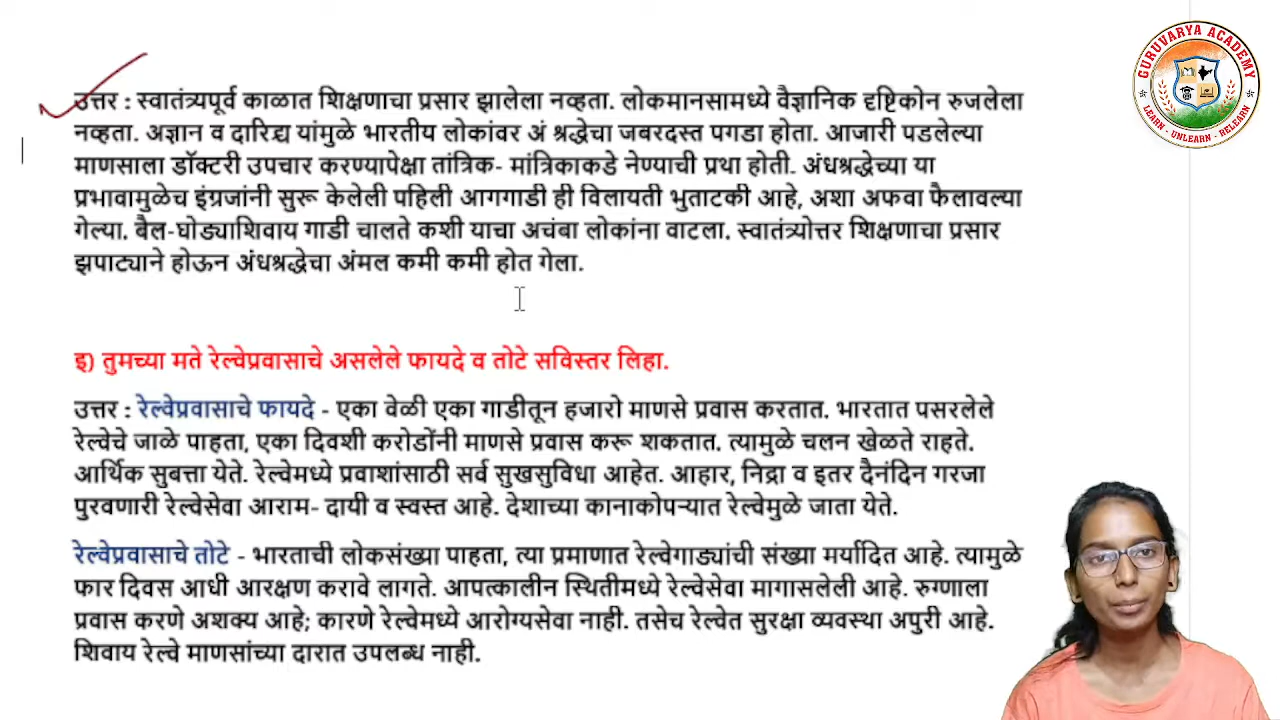 GURUVARYA ACADEMY
LEARN - UNLEARN - RELEARN
उत्तर : स्वातंत्र्यपूर्व काळात शिक्षणाचा प्रसार झालेला नव्हता. लोकमानसामध्ये वैज्ञानिक दृष्टिकोन रुजलेला
नव्हता. अज्ञान व दारिद्य्र यांमुळे भारतीय लोकांवर अं श्रद्धेचा जबरदस्त पगडा होता. आजारी पडलेल्या
माणसाला डॉक्टरी उपचार करण्यापेक्षा तांत्रिक- मांत्रिकाकडे नेण्याची प्रथा होती. अंधश्रद्धेच्या या
प्रभावामुळेच इंग्रजांनी सुरू केलेली पहिली आगगाडी ही विलायती भुताटकी आहे, अशा अफवा फैलावल्या
गेल्या. बैल-घोड्याशिवाय गाडी चालते कशी याचा अचंबा लोकांना वाटला. स्वातंत्र्योत्तर शिक्षणाचा प्रसार
झपाट्याने होऊन अंधश्रद्धेचा अंमल कमी कमी होत गेला.
इ) तुमच्या मते रेल्वेप्रवासाचे असलेले फायदे व तोटे सविस्तर लिहा.
उत्तर : रेल्वेप्रवासाचे फायदे - एका वेळी एका गाडीतून हजारो माणसे प्रवास करतात. भारतात पसरलेले
रेल्वेचे जाळे पाहता, एका दिवशी करोडोंनी माणसे प्रवास करू शकतात. त्यामुळे चलन खेळते राहते.
आर्थिक सुबत्ता येते. रेल्वेमध्ये प्रवाशांसाठी सर्व सुखसुविधा आहेत. आहार, निद्रा व इतर दैनंदिन गरजा
पुरवणारी रेल्वेसेवा आराम- दायी व स्वस्त आहे. देशाच्या कानाकोपऱ्यात रेल्वेमुळे जाता येते.
रेल्वेप्रवासाचे तोटे - भारताची लोकसंख्या पाहता, त्या प्रमाणात रेल्वेगाड्यांची संख्या मर्यादित आहे. त्यामुळे
फार दिवस आधी आरक्षण करावे लागते. आपत्कालीन स्थितीमध्ये रेल्वेसेवा मागासलेली आहे. रुग्णाला
प्रवास करणे अशक्य आहे; कारणे रेल्वेमध्ये आरोग्यसेवा नाही. तसेच रेल्वेत सुरक्षा व्यवस्था अपुरी आहे.
शिवाय रेल्वे माणसांच्या दारात उपलब्ध नाही.